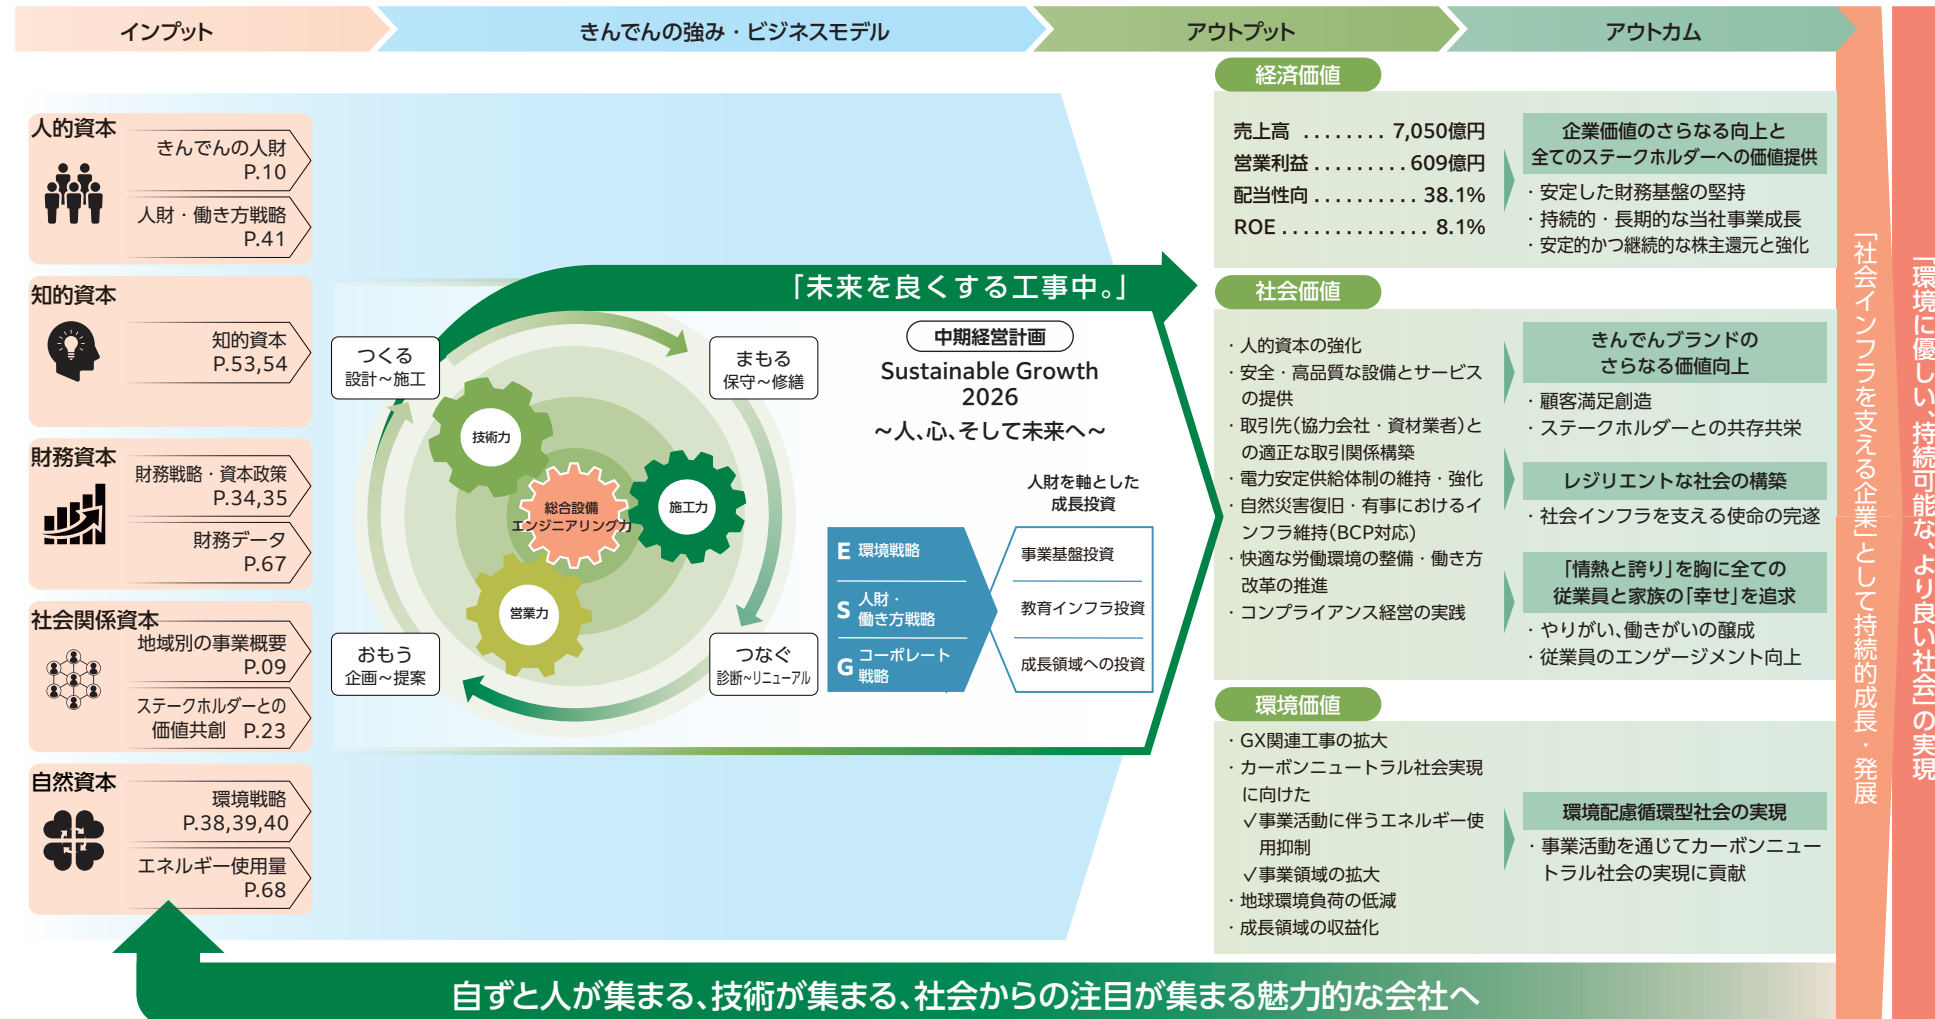 インプット
きんでんの強み・ビジネスモデル
アウトプット
アウトカム
人的資本
きんでんの人財
P.10
人財・働き方戦略
P.41
知的資本
知的資本
P.53,54
財務資本
財務戦略・資本政策
P.34,35
財務データ
P.67
社会関係資本
地域別の事業概要
P.09
ステークホルダーとの
価値共創 P.23
自然資本
環境戦略
P.38,39,40
エネルギー使用量
P.68
「未来を良くする工事中。」
つくる
設計～施工
まもる
保守～修繕
おもう
企画～提案
つなぐ
診断～リニューアル
技術力
施工力
営業力
総合設備
エンジニアリング力
中期経営計画
Sustainable Growth
2026
～人、心、そして未来へ～
人財を軸とした
成長投資
E 環境戦略
S 人財・
働き方戦略
G コーポレート
戦略
事業基盤投資
教育インフラ投資
成長領域への投資
経済価値
売上高 ........ 7,050億円
営業利益 ......... 609億円
配当性向 .......... 38.1%
ROE .............. 8.1%
企業価値のさらなる向上と
全てのステークホルダーへの価値提供
・安定した財務基盤の堅持
・持続的・長期的な当社事業成長
・安定的かつ継続的な株主還元と強化
社会価値
・人的資本の強化
・安全・高品質な設備とサービス
の提供
・取引先(協力会社・資材業者)と
の適正な取引関係構築
・電力安定供給体制の維持・強化
・自然災害復旧・有事におけるイ
ンフラ維持(BCP対応)
・快適な労働環境の整備・働き方
改革の推進
・コンプライアンス経営の実践
きんでんブランドの
さらなる価値向上
・顧客満足創造
・ステークホルダーとの共存共栄
レジリエントな社会の構築
・社会インフラを支える使命の完遂
「情熱と誇り」を胸に全ての
従業員と家族の「幸せ」を追求
・やりがい、働きがいの醸成
・従業員のエンゲージメント向上
環境価値
・GX関連工事の拡大
・カーボンニュートラル社会実現
に向けた
✓事業活動に伴うエネルギー使
用抑制
✓事業領域の拡大
・地球環境負荷の低減
・成長領域の収益化
環境配慮循環型社会の実現
・事業活動を通じてカーボンニュー
トラル社会の実現に貢献
「社会インフラを支える企業」として持続的成長・発展
「環境に優しい、持続可能な、より良い社会」の実現
自ずと人が集まる、技術が集まる、社会からの注目が集まる魅力的な会社へ